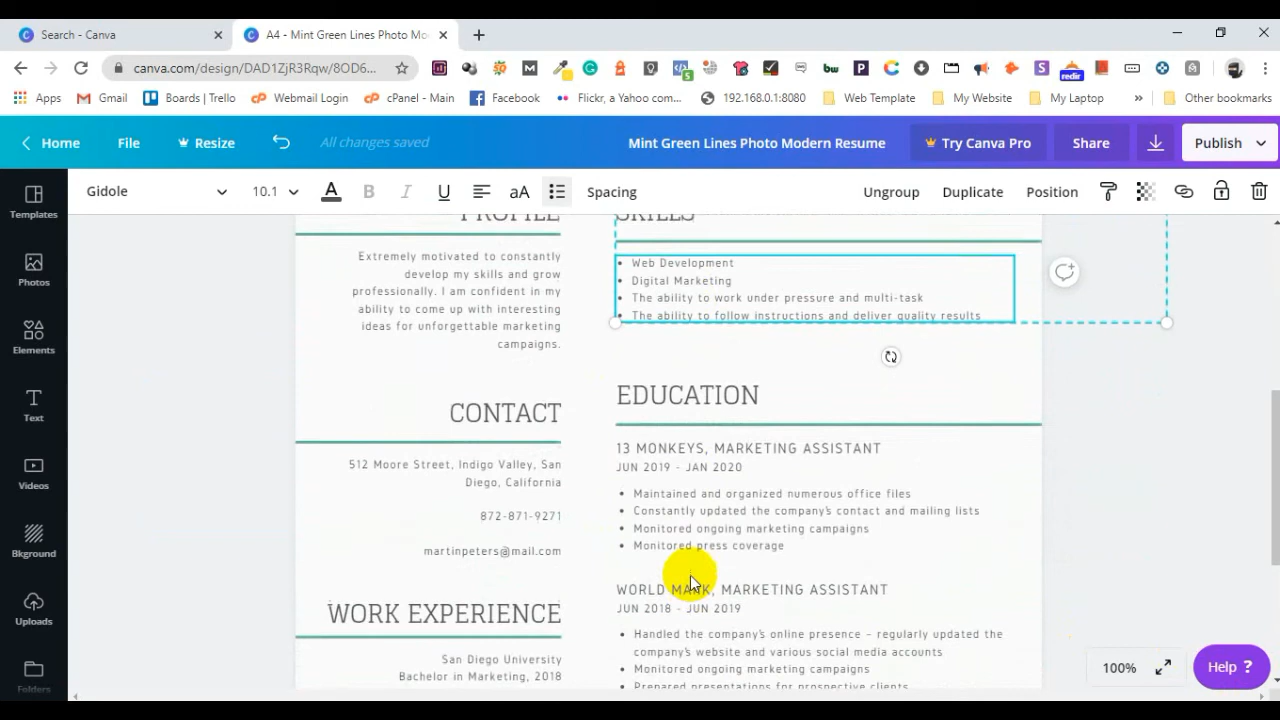 Search - Canva
A4 - Mint Green Lines Photo Mo
canva.com/design/DAD1ZjR3Rqw/8OD6...
Apps
Gmail
Boards | Trello
Webmail Login
cPanel - Main
Facebook
Flickr, a Yahoo com...
192.168.0.1:8080
Web Template
My Website
My Laptop
»
Other bookmarks
Home
File
Resize
All changes saved
Mint Green Lines Photo Modern Resume
Try Canva Pro
Share
Publish
Gidole
10.1
A
B
I
U
aA
Spacing
Ungroup
Duplicate
Position
Templates
Photos
Elements
Text
Videos
Bkground
Uploads
Folders
PROFILE
Extremely motivated to constantly
develop my skills and grow
professionally. I am confident in my
ability to come up with interesting
ideas for unforgettable marketing
campaigns.
CONTACT
512 Moore Street, Indigo Valley, San
Diego, California
872-871-9271
martinpeters@mail.com
WORK EXPERIENCE
San Diego University
Bachelor in Marketing, 2018
SKILLS
• Web Development
• Digital Marketing
• The ability to work under pressure and multi-task
• The ability to follow instructions and deliver quality results
EDUCATION
13 MONKEYS, MARKETING ASSISTANT
JUN 2019 - JAN 2020
• Maintained and organized numerous office files
• Constantly updated the company's contact and mailing lists
• Monitored ongoing marketing campaigns
• Monitored press coverage
WORLD MARK, MARKETING ASSISTANT
JUN 2018 - JUN 2019
• Handled the company's online presence – regularly updated the
company's website and various social media accounts
• Monitored ongoing marketing campaigns
• Prepared presentations for prospective clients
100%
Help ?